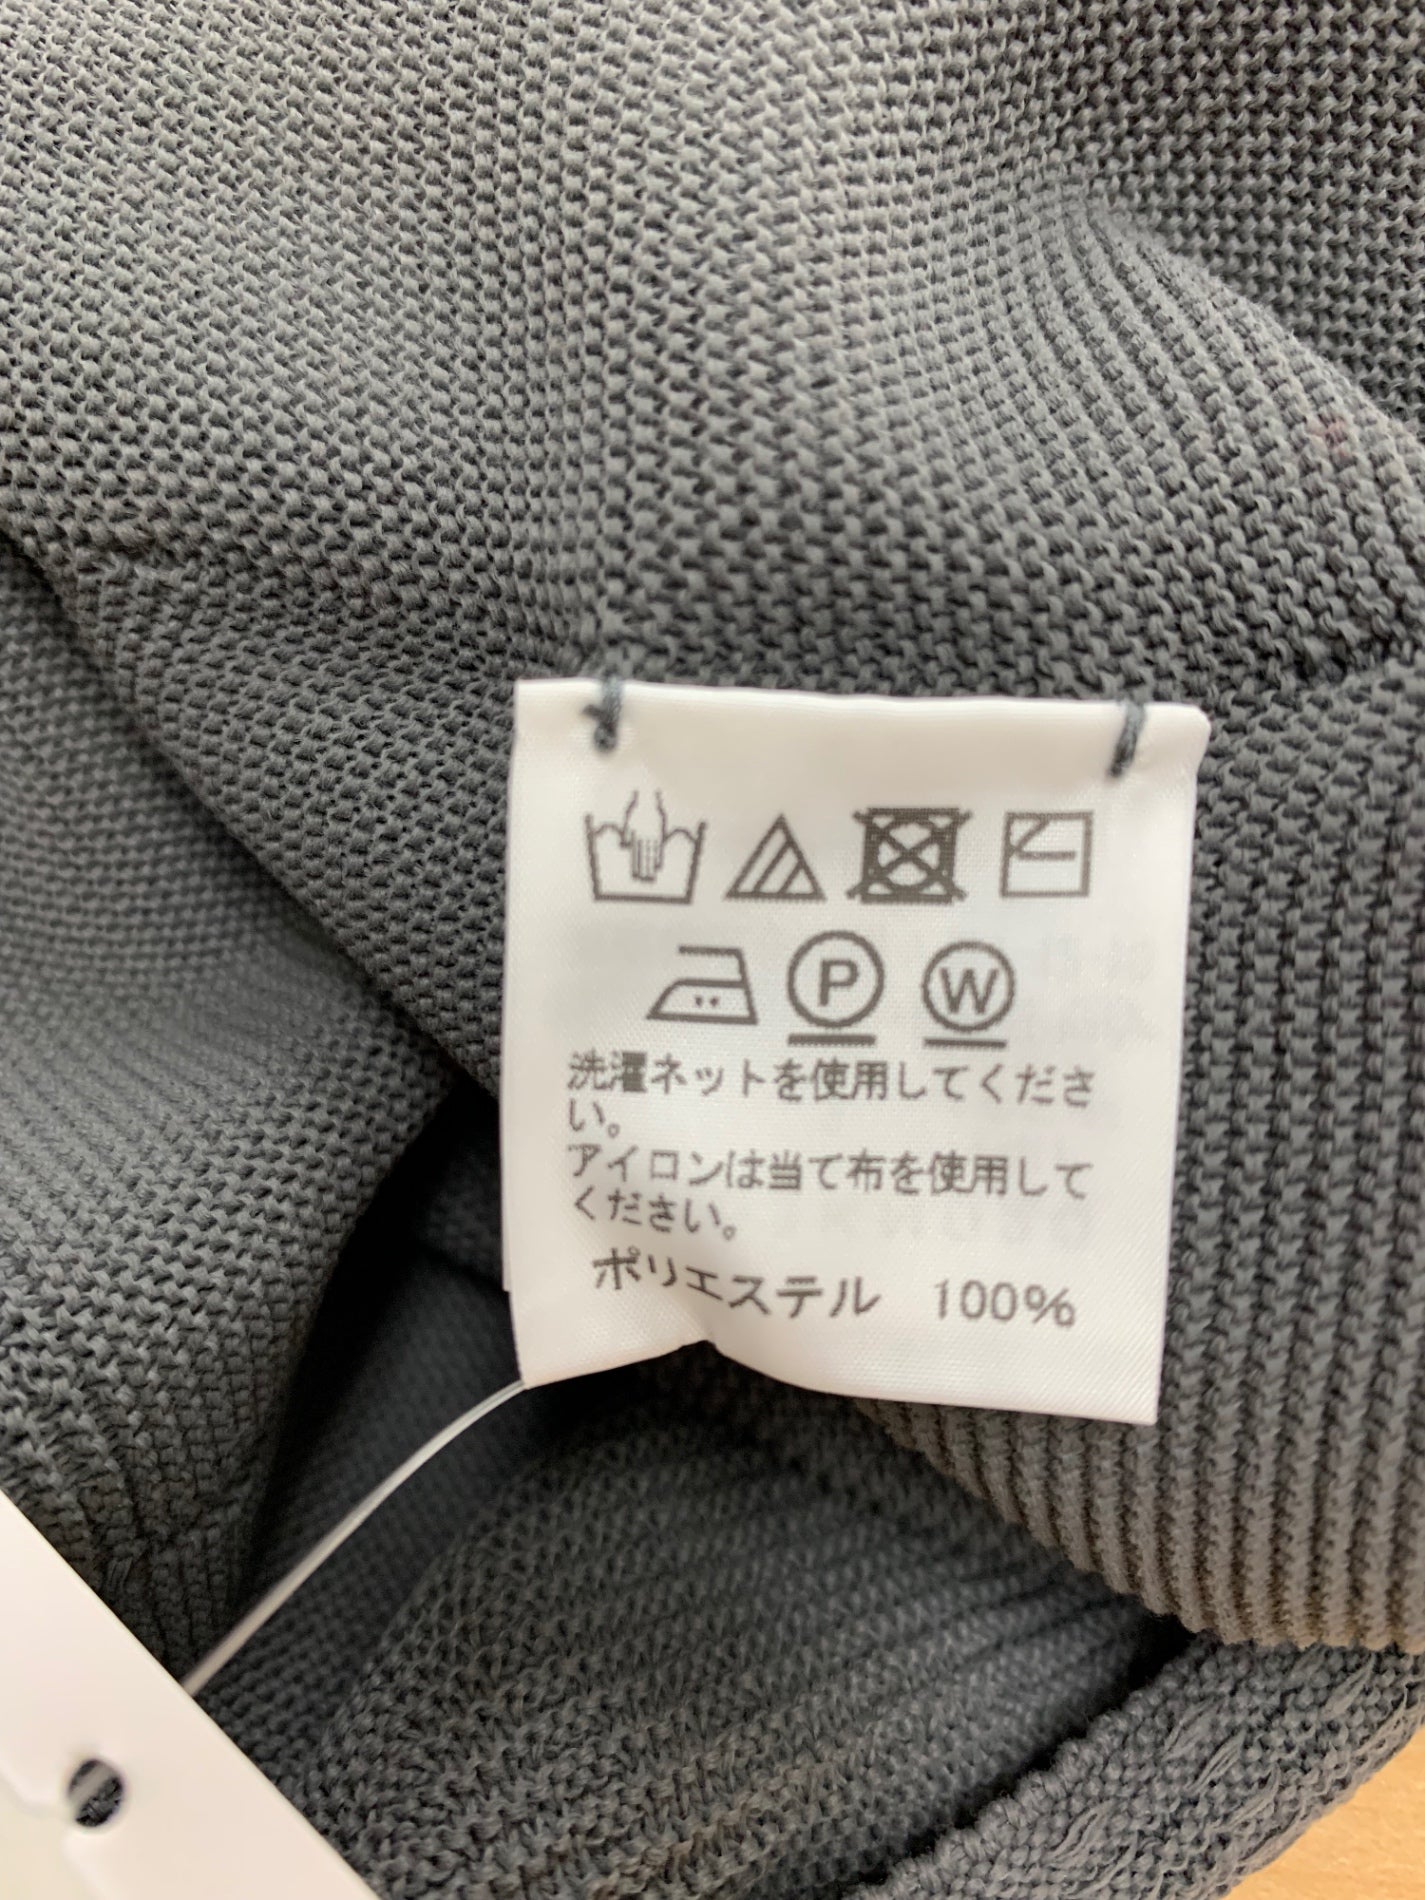 P W
洗濯ネットを使用してくださ
い。
アイロンは当て布を使用して
ください。
ポリエステル 100%